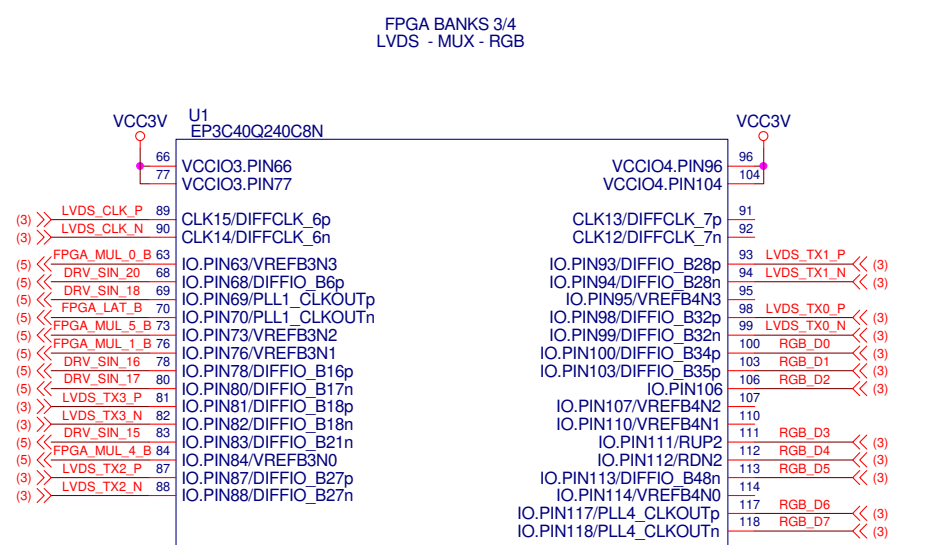 FPGA BANKS 3/4
LVDS - MUX - RGB
U1
EP3C40Q240C8N
VCC3V
VCC3V
66 VCCIO3.PIN66
77 VCCIO3.PIN77
(3) LVDS_CLK_P 89 CLK15/DIFFCLK_6p
(3) LVDS_CLK_N 90 CLK14/DIFFCLK_6n
(5) FPGA_MUL_0_B 63 IO.PIN63/VREFB3N3
(5) DRV_SIN_20 68 IO.PIN68/DIFFIO_B6p
(5) DRV_SIN_18 69 IO.PIN69/PLL1_CLKOUTp
(5) FPGA_LAT_B 70 IO.PIN70/PLL1_CLKOUTn
(5) FPGA_MUL_5_B 73 IO.PIN73/VREFB3N2
(5) FPGA_MUL_1_B 76 IO.PIN76/VREFB3N1
(5) DRV_SIN_16 78 IO.PIN78/DIFFIO_B16p
(5) DRV_SIN_17 80 IO.PIN80/DIFFIO_B17n
(3) LVDS_TX3_P 81 IO.PIN81/DIFFIO_B18p
(3) LVDS_TX3_N 82 IO.PIN82/DIFFIO_B18n
(5) DRV_SIN_15 83 IO.PIN83/DIFFIO_B21n
(5) FPGA_MUL_4_B 84 IO.PIN84/VREFB3N0
(3) LVDS_TX2_P 87 IO.PIN87/DIFFIO_B27p
(3) LVDS_TX2_N 88 IO.PIN88/DIFFIO_B27n
VCCIO4.PIN96 96
VCCIO4.PIN104 104
CLK13/DIFFCLK_7p 91
CLK12/DIFFCLK_7n 92
IO.PIN93/DIFFIO_B28p 93 LVDS_TX1_P (3)
IO.PIN94/DIFFIO_B28n 94 LVDS_TX1_N (3)
IO.PIN95/VREFB4N3 95
IO.PIN98/DIFFIO_B32p 98 LVDS_TX0_P (3)
IO.PIN99/DIFFIO_B32n 99 LVDS_TX0_N (3)
IO.PIN100/DIFFIO_B34p 100 RGB_D0 (3)
IO.PIN103/DIFFIO_B35p 103 RGB_D1 (3)
IO.PIN106 106 RGB_D2 (3)
IO.PIN107/VREFB4N2 107
IO.PIN110/VREFB4N1 110
IO.PIN111/RUP2 111 RGB_D3 (3)
IO.PIN112/RDN2 112 RGB_D4 (3)
IO.PIN113/DIFFIO_B48n 113 RGB_D5 (3)
IO.PIN114/VREFB4N0 114
IO.PIN117/PLL4_CLKOUTp 117 RGB_D6 (3)
IO.PIN118/PLL4_CLKOUTn 118 RGB_D7 (3)